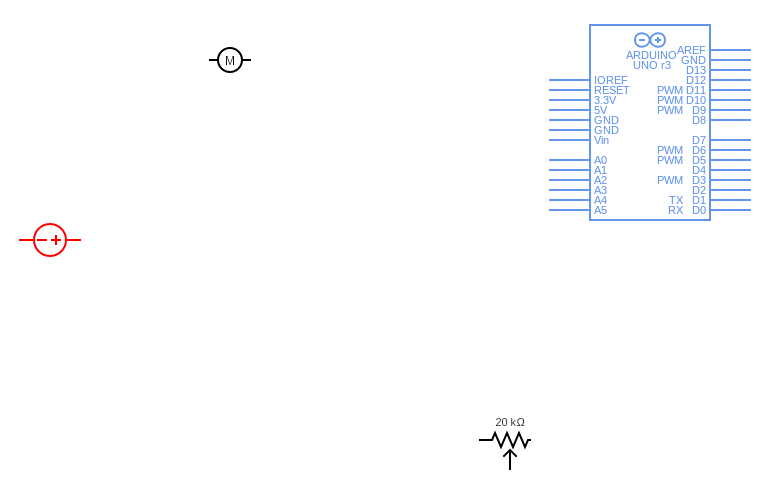 M
ARDUINO
UNO r3
IOREF
RESET
3.3V
5V
GND
GND
Vin
A0
A1
A2
A3
A4
A5
AREF
GND
D13
D12
PWM D11
PWM D10
PWM D9
D8
D7
PWM D6
PWM D5
D4
PWM D3
D2
TX D1
RX D0
20 kΩ